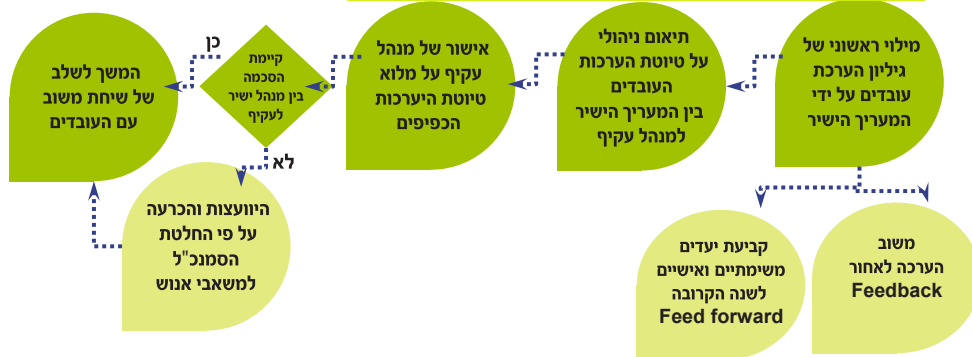 מילוי ראשוני של
גיליון הערכת
עובדים על ידי
המעריך הישיר
תיאום ניהולי
על טיוטת הערכות
העובדים
בין המעריך הישיר
למנהל עקיף
אישור של מנהל
עקיף על מלוא
טיוטת היערכות
הכפיפים
קיימת
הסכמה
בין מנהל ישיר
לעקיף
כן
המשך לשלב
של שיחת משוב
עם העובדים
לא
היוועצות והכרעה
על פי החלטת
הסמנכ"ל
למשאבי אנוש
משוב
הערכה לאחור
Feedback
קביעת יעדים
משימתיים ואישיים
לשנה הקרובה
Feed forward